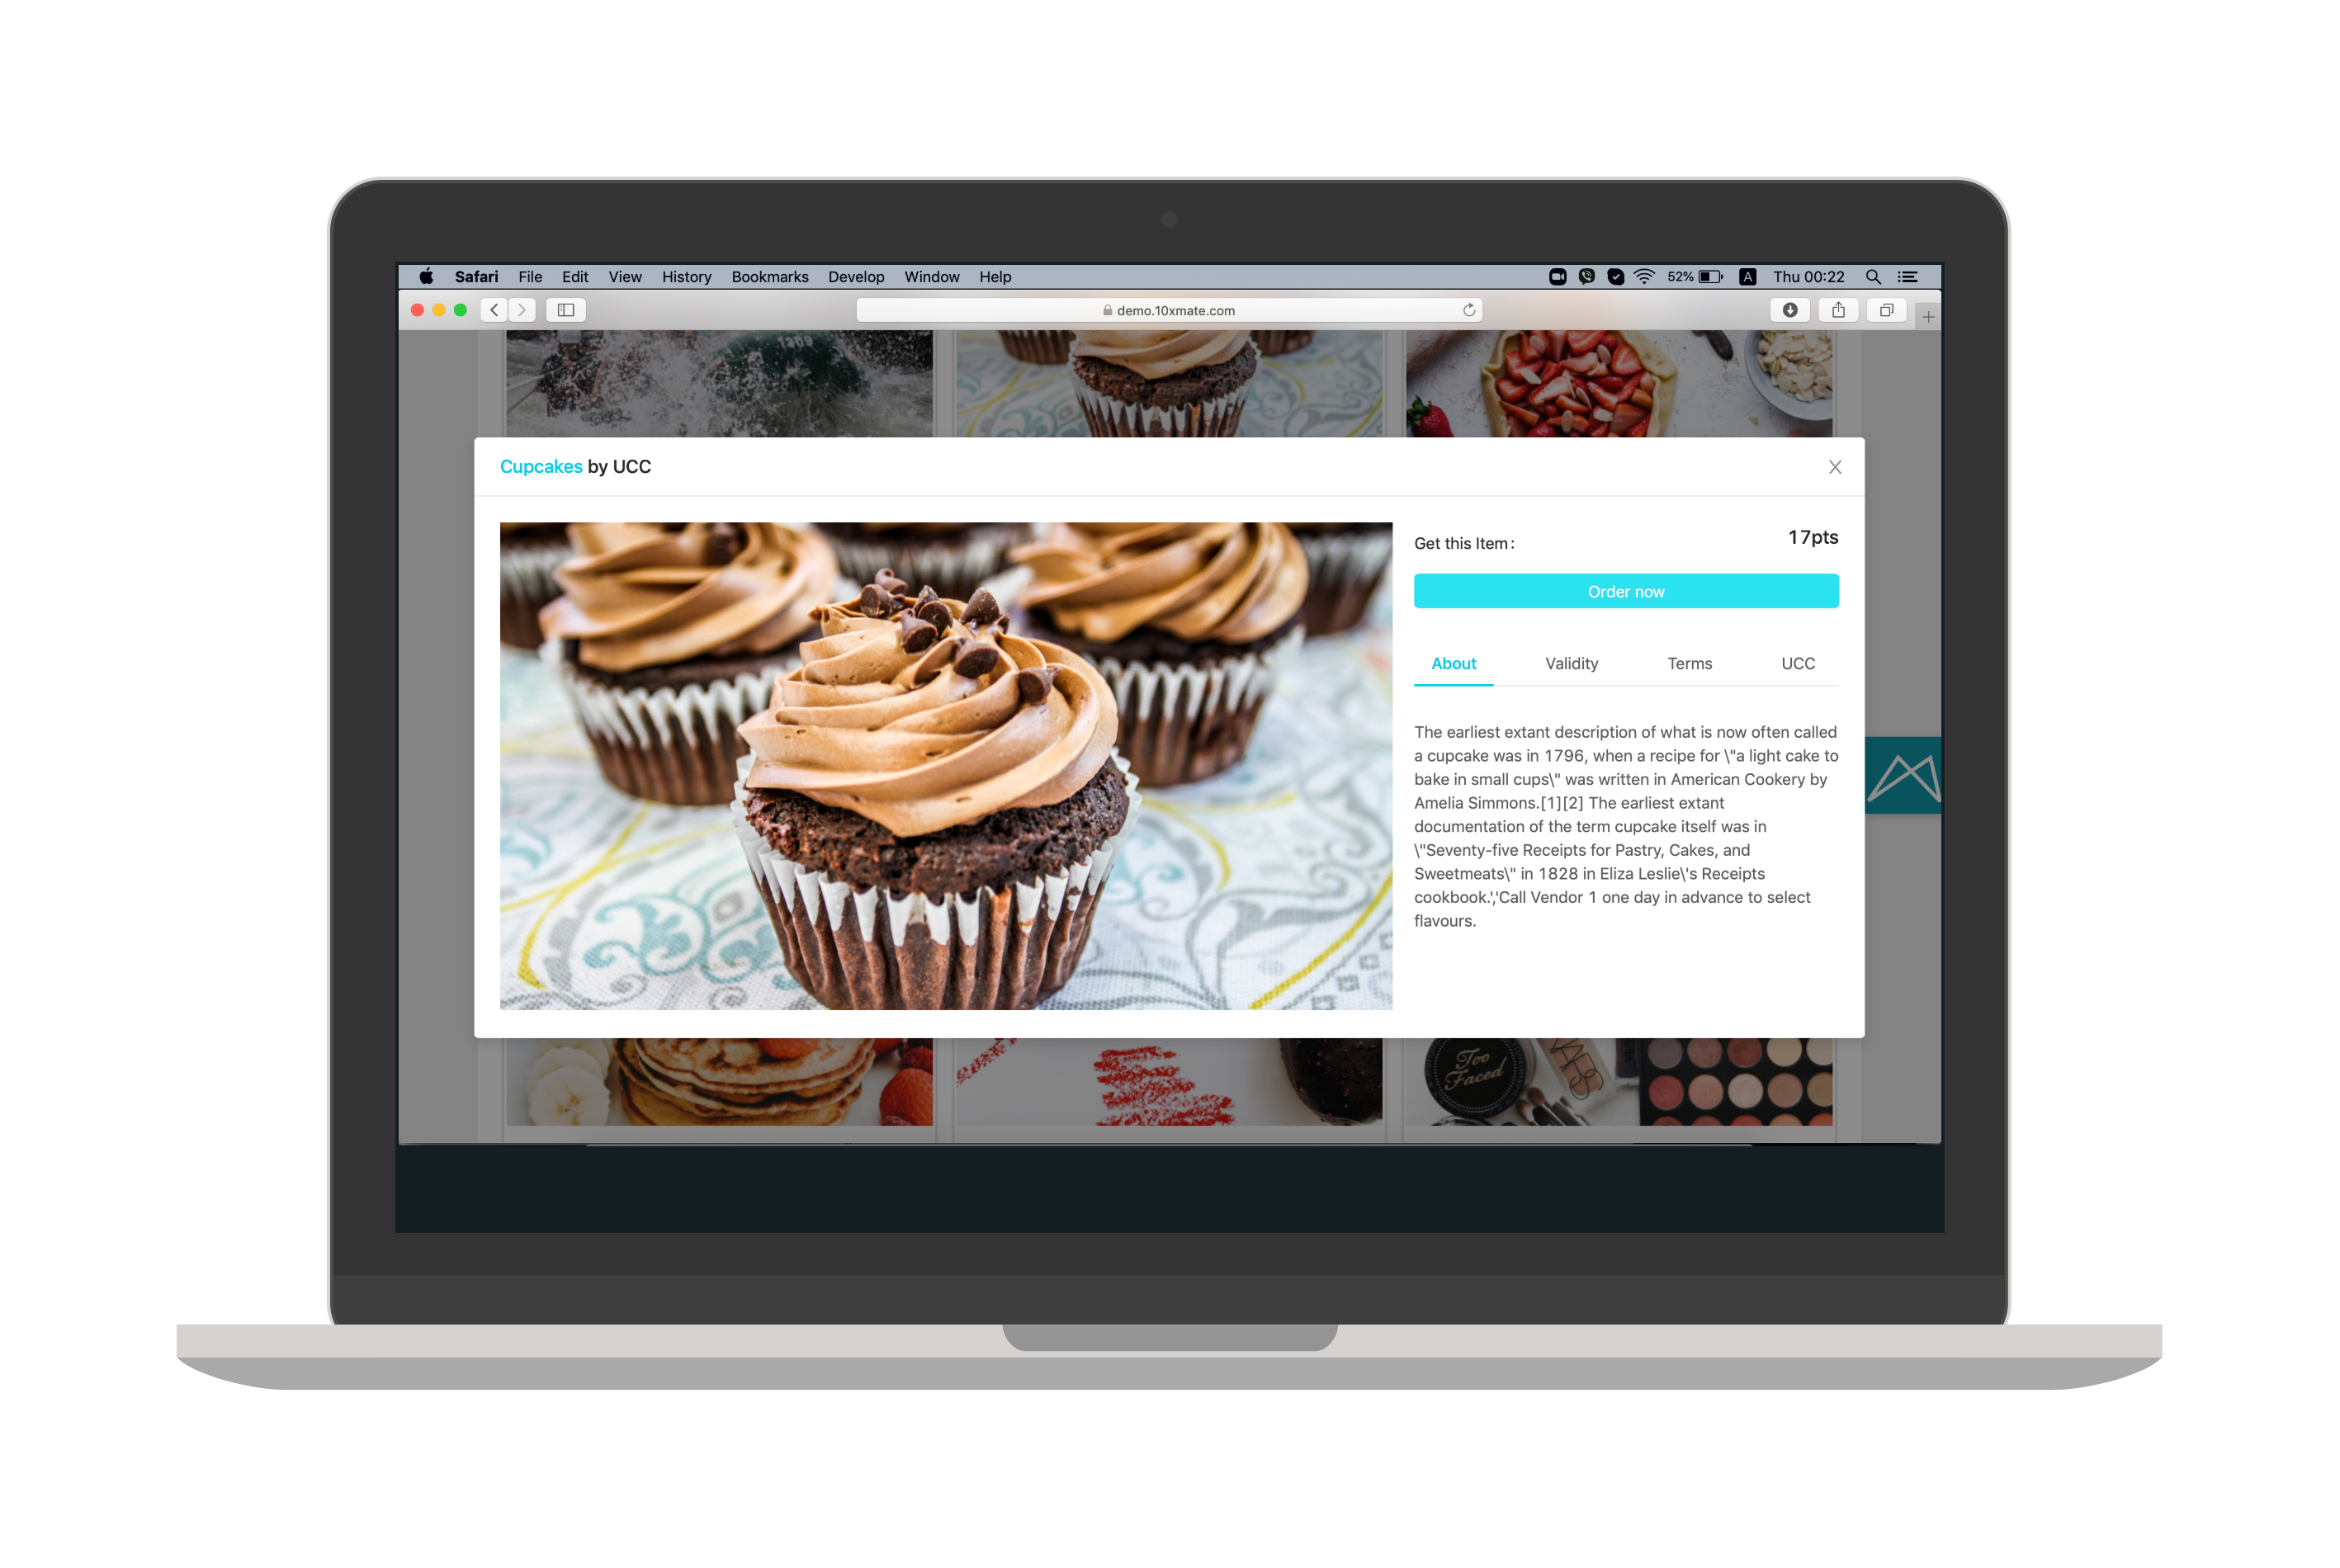 Safari File Edit View History Bookmarks Develop Window Help 52% A Thu 00:22
demo.10xmate.com
1309
Cupcakes by UCC
Get this Item: 17pts
Order now
About Validity Terms UCC
The earliest extant description of what is now often called
a cupcake was in 1796, when a recipe for \"a light cake to
bake in small cups\" was written in American Cookery by
Amelia Simmons.[1][2] The earliest extant
documentation of the term cupcake itself was in
\"Seventy-five Receipts for Pastry, Cakes, and
Sweetmeats\" in 1828 in Eliza Leslie\'s Receipts
cookbook.','Call Vendor 1 one day in advance to select
flavours.
Too
Faced
NARS